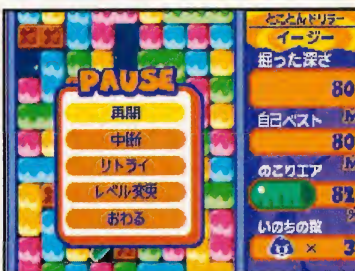 PAUSE
再開
中断
リトライ
レベル変更
おわる
とことんドリラー
イージー
掘った深さ
80
自己ベスト
80
のこりエア
82
%
いのちの数
× 3